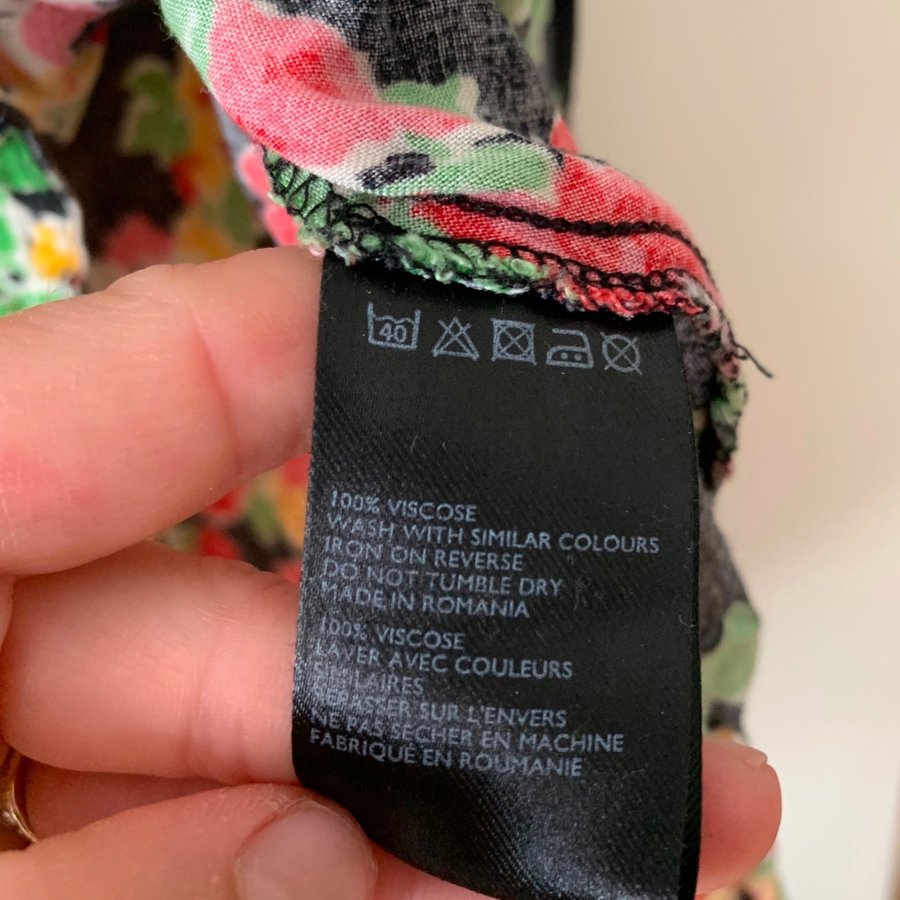 40
100% VISCOSE
WASH WITH SIMILAR COLOURS
IRON ON REVERSE
DO NOT TUMBLE DRY
MADE IN ROMANIA
100% VISCOSE
LAVER AVEC COULEURS
SIMILAIRES
REPASSER SUR L'ENVERS
NE PAS SECHER EN MACHINE
FABRIQUÉ EN ROUMANIE